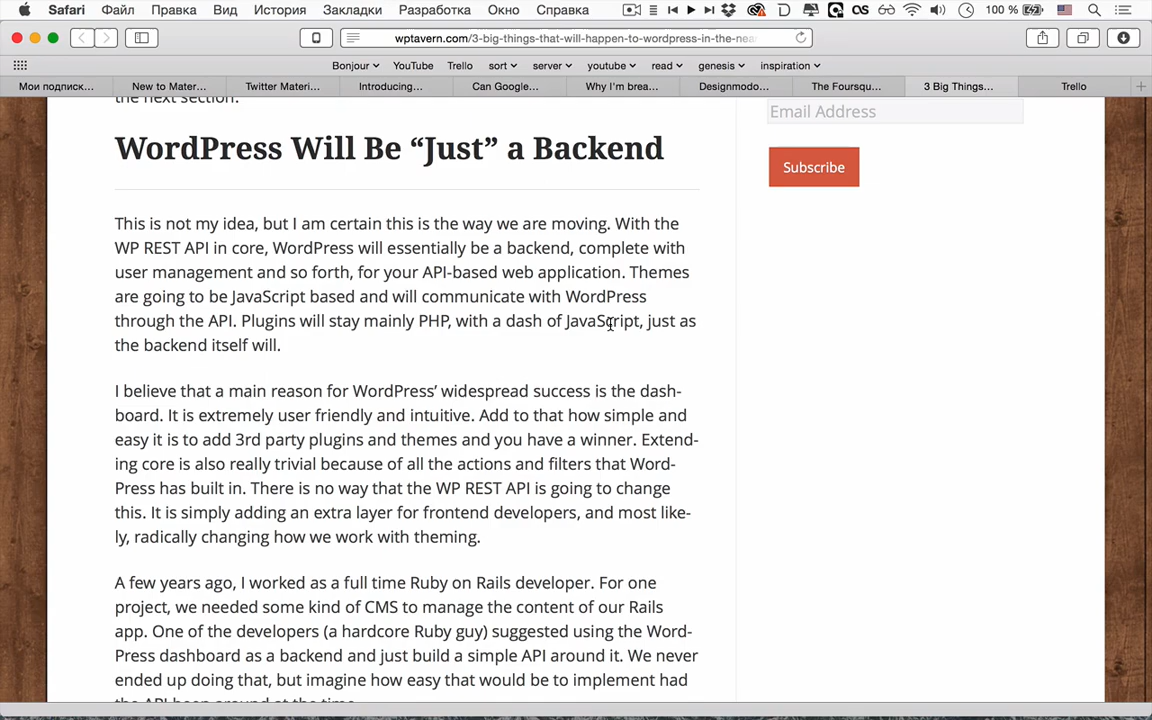 Safari Файл Правка Вид История Закладки Разработка Окно Справка OS 100 %
wptavern.com/3-big-things-that-will-happen-to-wordpress-in-the-nea
Bonjour YouTube Trello sort server youtube read genesis inspiration
Мои подписк... New to Mater... Twitter Materi... Introducing... Can Google... Why I'm brea... Designmodo... The Foursqu... 3 Big Things... Trello
the next section.
Email Address
WordPress Will Be “Just” a Backend
Subscribe
This is not my idea, but I am certain this is the way we are moving. With the
WP REST API in core, WordPress will essentially be a backend, complete with
user management and so forth, for your API-based web application. Themes
are going to be JavaScript based and will communicate with WordPress
through the API. Plugins will stay mainly PHP, with a dash of JavaScript, just as
the backend itself will.
I believe that a main reason for WordPress’ widespread success is the dash-
board. It is extremely user friendly and intuitive. Add to that how simple and
easy it is to add 3rd party plugins and themes and you have a winner. Extend-
ing core is also really trivial because of all the actions and filters that Word-
Press has built in. There is no way that the WP REST API is going to change
this. It is simply adding an extra layer for frontend developers, and most like-
ly, radically changing how we work with theming.
A few years ago, I worked as a full time Ruby on Rails developer. For one
project, we needed some kind of CMS to manage the content of our Rails
app. One of the developers (a hardcore Ruby guy) suggested using the Word-
Press dashboard as a backend and just build a simple API around it. We never
ended up doing that, but imagine how easy that would be to implement had
the API been around at the time.